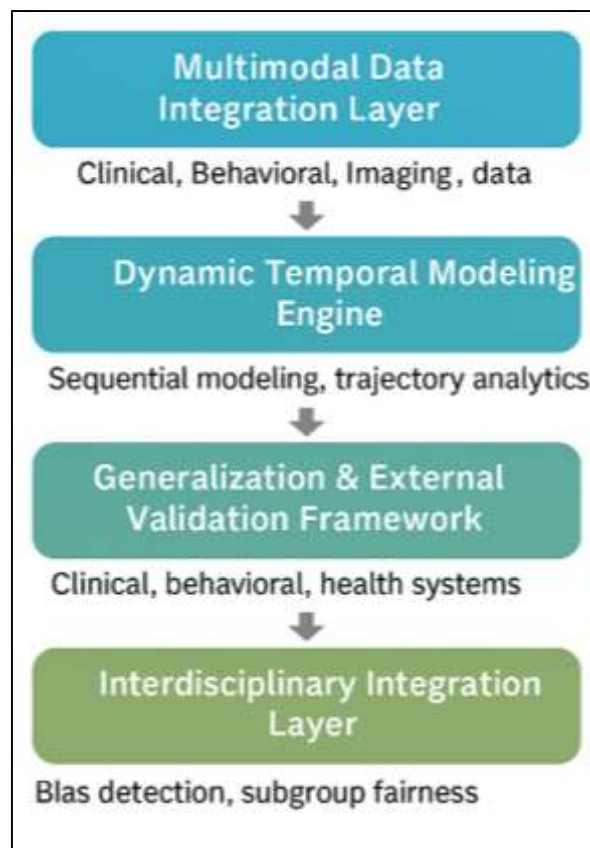 Multimodal Data
Integration Layer
Clinical, Behavioral, Imaging, data
Dynamic Temporal Modeling
Engine
Sequential modeling, trajectory analytics
Generalization & External
Validation Framework
Clinical, behavioral, health systems
Interdisciplinary Integration
Layer
Blas detection, subgroup fairness